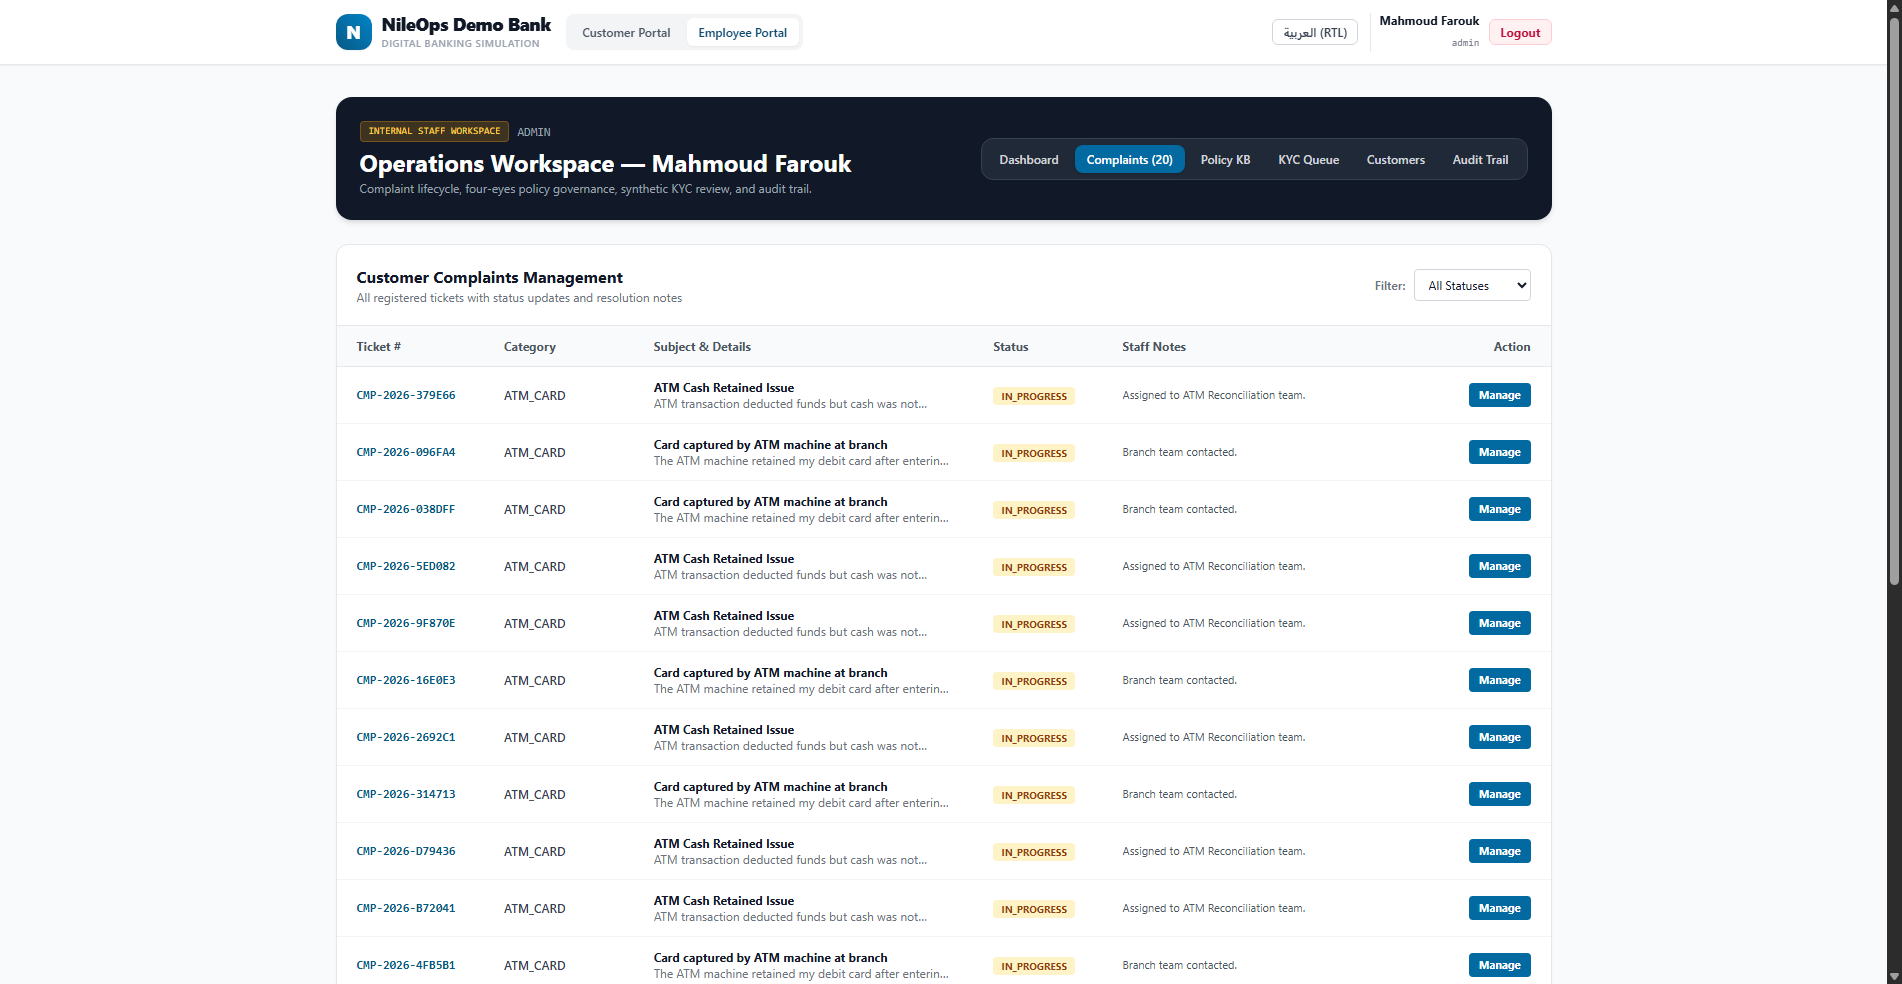 N
NileOps Demo Bank
DIGITAL BANKING SIMULATION
Customer Portal
Employee Portal
العربية (RTL)
Mahmoud Farouk
admin
Logout
INTERNAL STAFF WORKSPACE
ADMIN
Operations Workspace — Mahmoud Farouk
Complaint lifecycle, four-eyes policy governance, synthetic KYC review, and audit trail.
Dashboard
Complaints (20)
Policy KB
KYC Queue
Customers
Audit Trail
Customer Complaints Management
All registered tickets with status updates and resolution notes
Filter:
All Statuses
Ticket # Category Subject & Details Status Staff Notes Action
CMP-2026-379E66 ATM_CARD ATM Cash Retained Issue IN_PROGRESS Assigned to ATM Reconciliation team. Manage
ATM transaction deducted funds but cash was not...
CMP-2026-096FA4 ATM_CARD Card captured by ATM machine at branch IN_PROGRESS Branch team contacted. Manage
The ATM machine retained my debit card after enterin...
CMP-2026-038DFF ATM_CARD Card captured by ATM machine at branch IN_PROGRESS Branch team contacted. Manage
The ATM machine retained my debit card after enterin...
CMP-2026-5ED082 ATM_CARD ATM Cash Retained Issue IN_PROGRESS Assigned to ATM Reconciliation team. Manage
ATM transaction deducted funds but cash was not...
CMP-2026-9F870E ATM_CARD ATM Cash Retained Issue IN_PROGRESS Assigned to ATM Reconciliation team. Manage
ATM transaction deducted funds but cash was not...
CMP-2026-16E0E3 ATM_CARD Card captured by ATM machine at branch IN_PROGRESS Branch team contacted. Manage
The ATM machine retained my debit card after enterin...
CMP-2026-2692C1 ATM_CARD ATM Cash Retained Issue IN_PROGRESS Assigned to ATM Reconciliation team. Manage
ATM transaction deducted funds but cash was not...
CMP-2026-314713 ATM_CARD Card captured by ATM machine at branch IN_PROGRESS Branch team contacted. Manage
The ATM machine retained my debit card after enterin...
CMP-2026-D79436 ATM_CARD ATM Cash Retained Issue IN_PROGRESS Assigned to ATM Reconciliation team. Manage
ATM transaction deducted funds but cash was not...
CMP-2026-B72041 ATM_CARD ATM Cash Retained Issue IN_PROGRESS Assigned to ATM Reconciliation team. Manage
ATM transaction deducted funds but cash was not...
CMP-2026-4FB5B1 ATM_CARD Card captured by ATM machine at branch IN_PROGRESS Branch team contacted. Manage
The ATM machine retained my debit card after enterin...